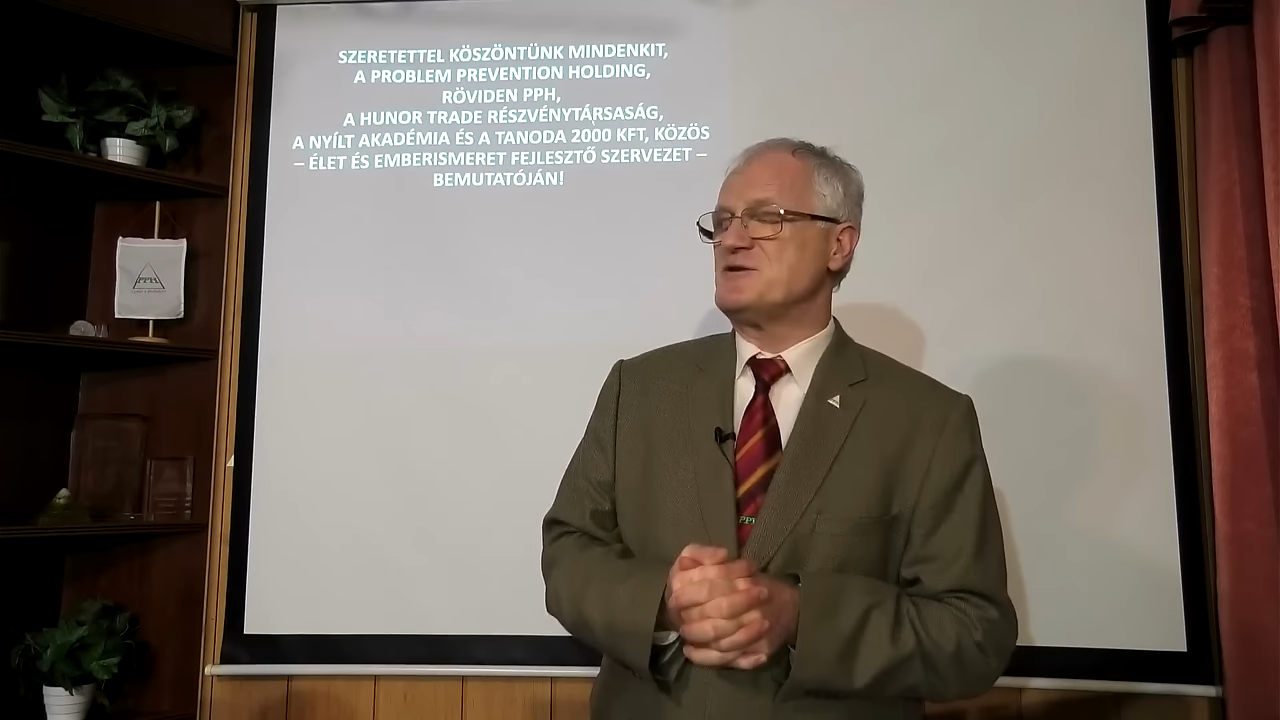 SZERETETTEL KÖSZÖNTÜNK MINDENKIT,
A PROBLEM PREVENTION HOLDING,
RÖVIDEN PPH,
A HUNOR TRADE RÉSZVÉNYTÁRSASÁG,
A NYÍLT AKADÉMIA ÉS A TANODA 2000 KFT, KÖZÖS
– ÉLET ÉS EMBERISMERET FEJLESZTŐ SZERVEZET –
BEMUTATÓJÁN!